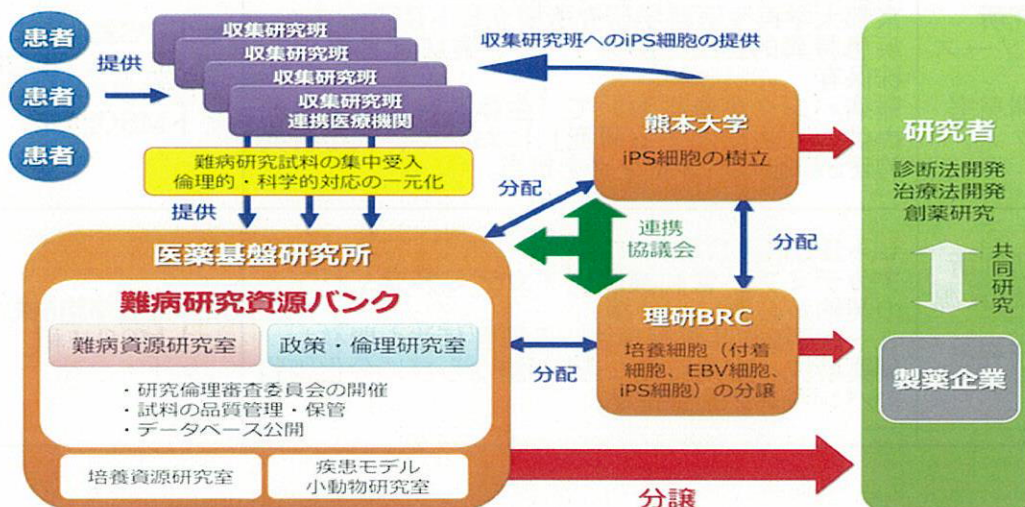 患者
患者
患者
提供
収集研究班
収集研究班
収集研究班
収集研究班
連携医療機関
収集研究班へのiPS細胞の提供
難病研究試料の集中受入
倫理的・科学的対応の一元化
提供
熊本大学
iPS細胞の樹立
分配
連携
協議会
分配
医薬基盤研究所
難病研究資源バンク
難病資源研究室
政策・倫理研究室
・研究倫理審査委員会の開催
・試料の品質管理・保管
・データベース公開
培養資源研究室
疾患モデル
小動物研究室
分配
理研BRC
培養細胞（付着
細胞、EBV細胞、
iPS細胞）の分譲
分譲
研究者
診断法開発
治療法開発
創薬研究
共同研究
製薬企業